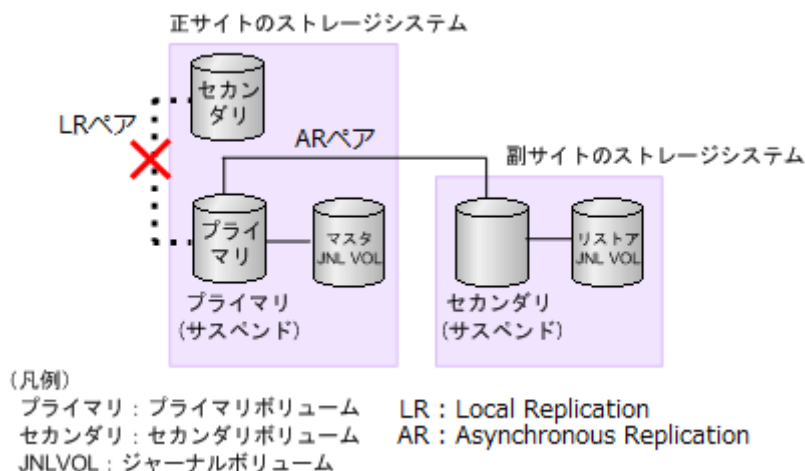 正サイトのストレージシステム
セカン
ダリ
LRペア
ARペア
副サイトのストレージシステム
プライ
マリ
マスタ
JNL VOL
リストア
JNL VOL
プライマリ
(サスペンド)
セカンダリ
(サスペンド)
(凡例)
プライマリ：プライマリボリューム
LR：Local Replication
セカンダリ：セカンダリボリューム
AR：Asynchronous Replication
JNLVOL：ジャーナルボリューム